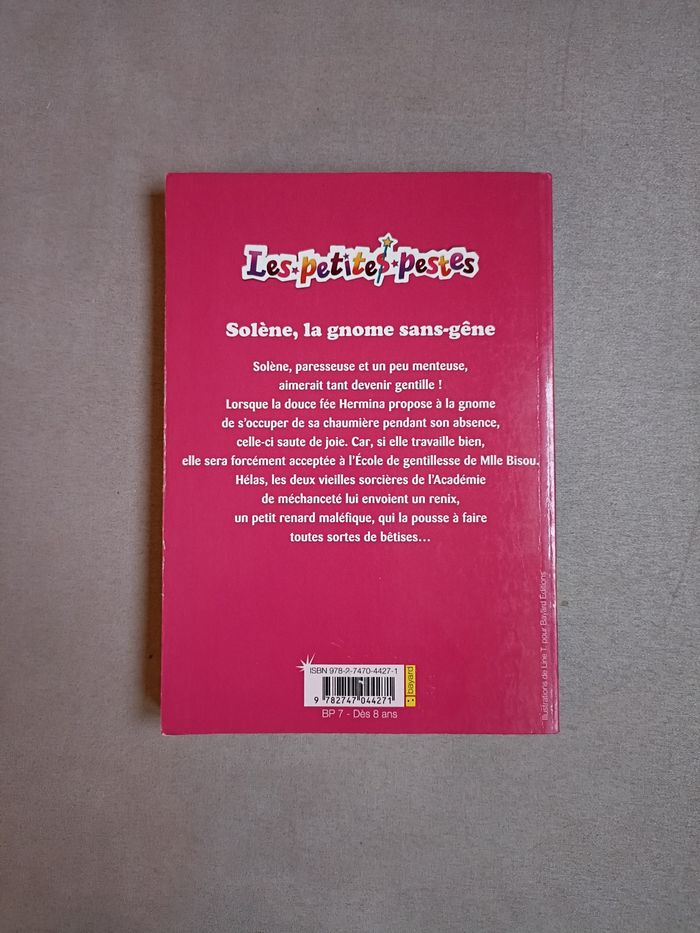 Les petites pestes
Solène, la gnome sans-gêne
Solène, paresseuse et un peu menteuse,
aimerait tant devenir gentille !
Lorsque la douce fée Hermina propose à la gnome
de s'occuper de sa chaumière pendant son absence,
celle-ci saute de joie. Car, si elle travaille bien,
elle sera forcément acceptée à l'École de gentillesse de Mlle Bisou.
Hélas, les deux vieilles sorcières de l'Académie
de méchanceté lui envoient un renix,
un petit renard maléfique, qui la pousse à faire
toutes sortes de bêtises…
Illustrations de Line T. pour Bayard Éditions
ISBN 978-2-7470-4427-1
9 782747 044271
bayard
BP 7 - Dès 8 ans